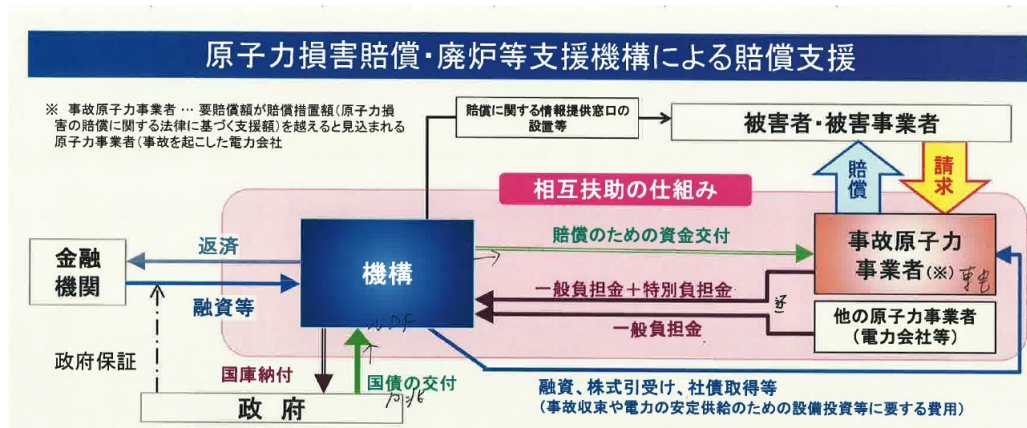 原子力損害賠償・廃炉等支援機構による賠償支援
※ 事故原子力事業者 … 要賠償額が賠償措置額(原子力損
害の賠償に関する法律に基づく支援額)を越えると見込まれる
原子力事業者(事故を起こした電力会社
賠償に関する情報提供窓口の
設置等
被害者・被害事業者
賠償
請求
相互扶助の仕組み
金融
機関
返済
融資等
機構
賠償のための資金交付
事故原子力
事業者(※)
東電
一般負担金+特別負担金
一般負担金
他の原子力事業者
(電力会社等)
NDF
政府保証
国庫納付
国債の交付
政 府
融資、株式引受け、社債取得等
(事故収束や電力の安定供給のための設備投資等に要する費用)